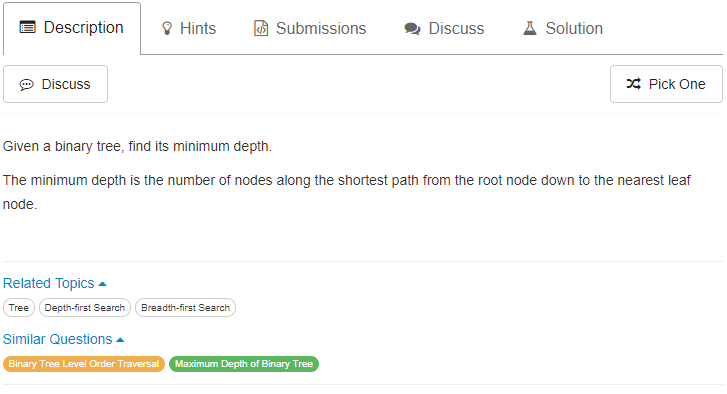 Description Hints Submissions Discuss Solution
Discuss Pick One
Given a binary tree, find its minimum depth.
The minimum depth is the number of nodes along the shortest path from the root node down to the nearest leaf
node.
Related Topics
Tree Depth-first Search Breadth-first Search
Similar Questions
Binary Tree Level Order Traversal Maximum Depth of Binary Tree